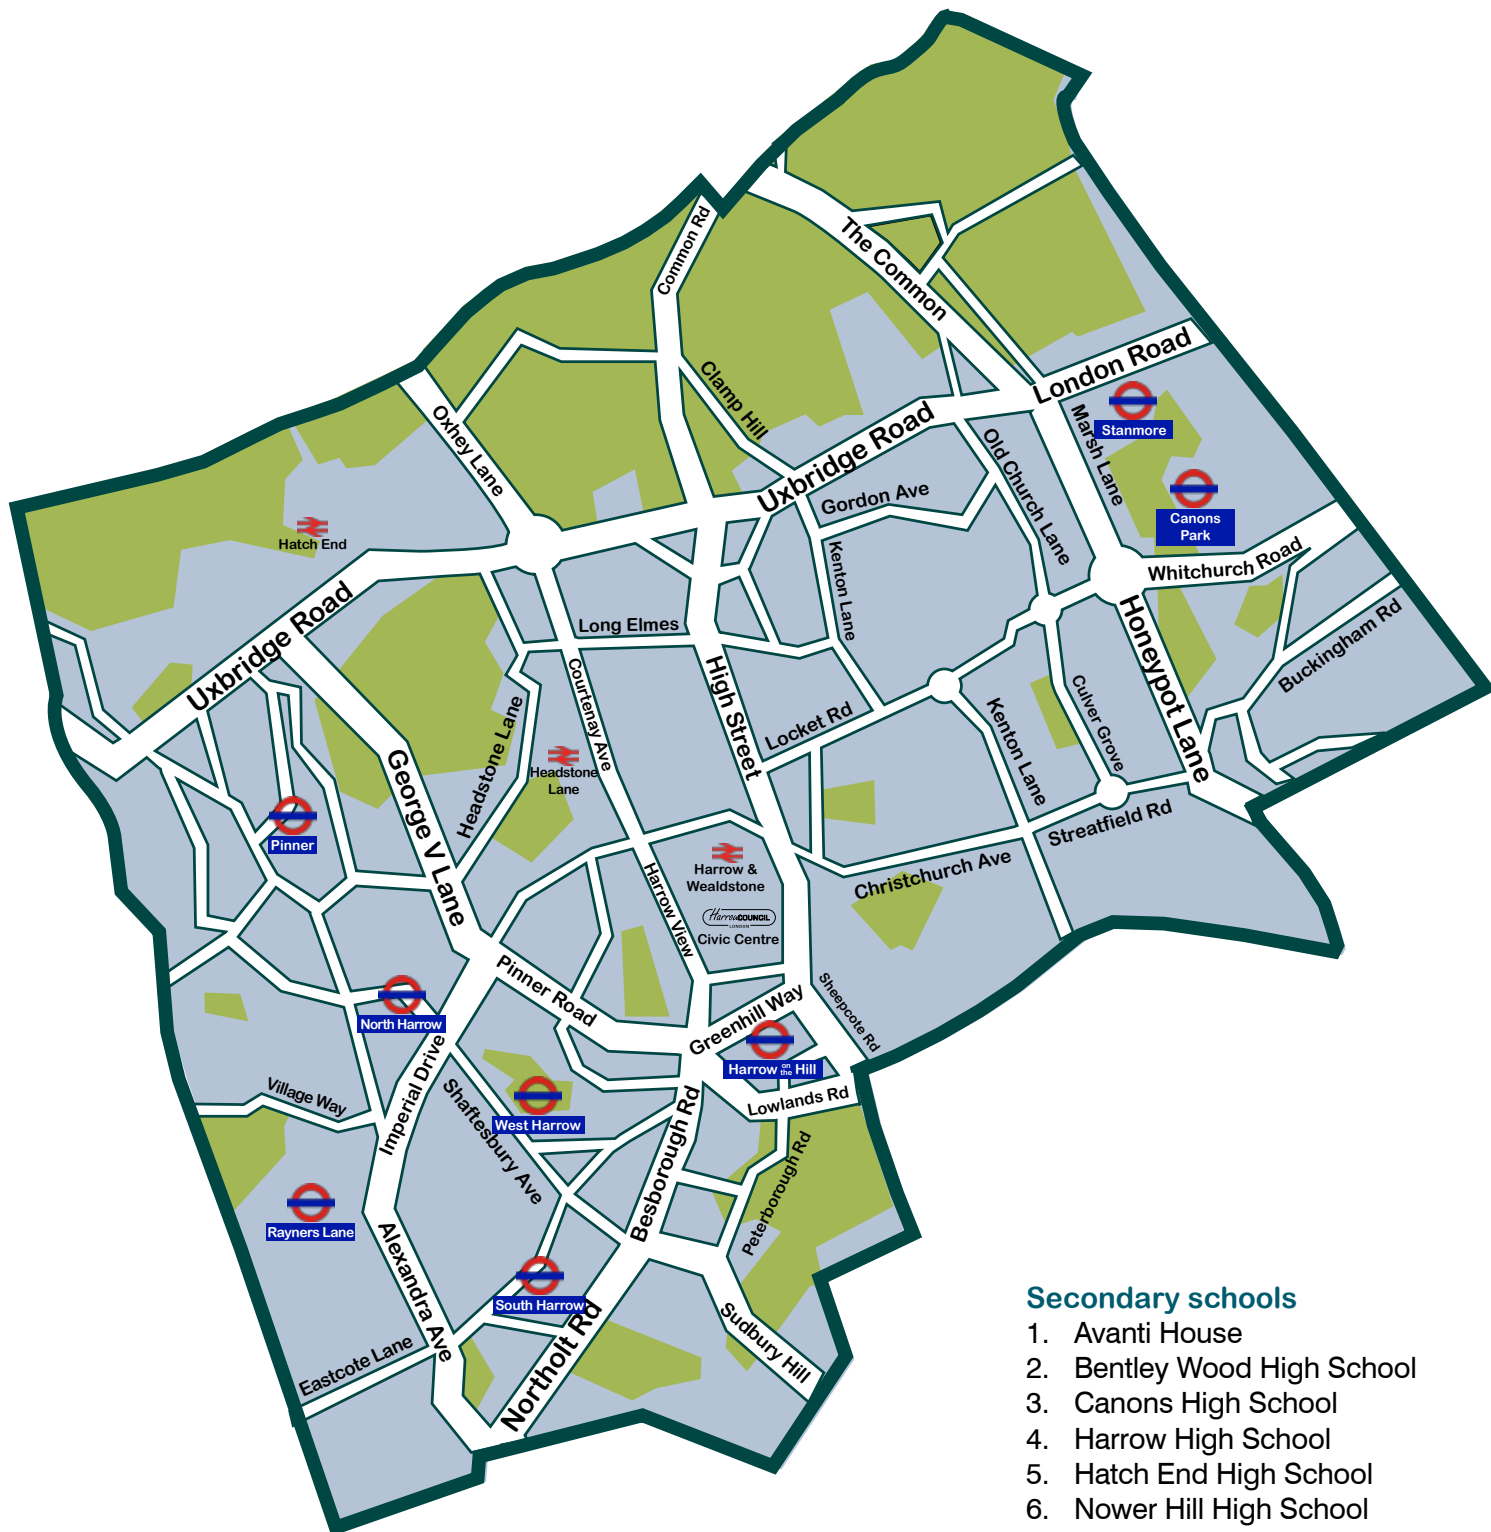 Common Rd
The Common
London Road
Clamp Hill
Oxhey Lane
Stanmore
Marsh Lane
Uxbridge Road
Old Church Lane
Gordon Ave
Canons
Park
Hatch End
Kenton Lane
Whitchurch Road
Uxbridge Road
Long Elmes
Honeypot Lane
Buckingham Rd
Courtenay Ave
High Street
Culver Grove
Headstone Lane
Locket Rd
Kenton Lane
George V Lane
Headstone
Lane
Pinner
Streatfield Rd
Harrow &
Wealdstone
Christchurch Ave
Harrow View
HarrowCOUNCIL
LONDON
Civic Centre
Pinner Road
Sheepcote Rd
North Harrow
Greenhill Way
Harrow on the Hill
Imperial Drive
Village Way
Shaftesbury Ave
West Harrow
Lowlands Rd
Besborough Rd
Peterborough Rd
Rayners Lane
Alexandra Ave
South Harrow
Sudbury Hill
Eastcote Lane
Northolt Rd
Secondary schools
1. Avanti House
2. Bentley Wood High School
3. Canons High School
4. Harrow High School
5. Hatch End High School
6. Nower Hill High School